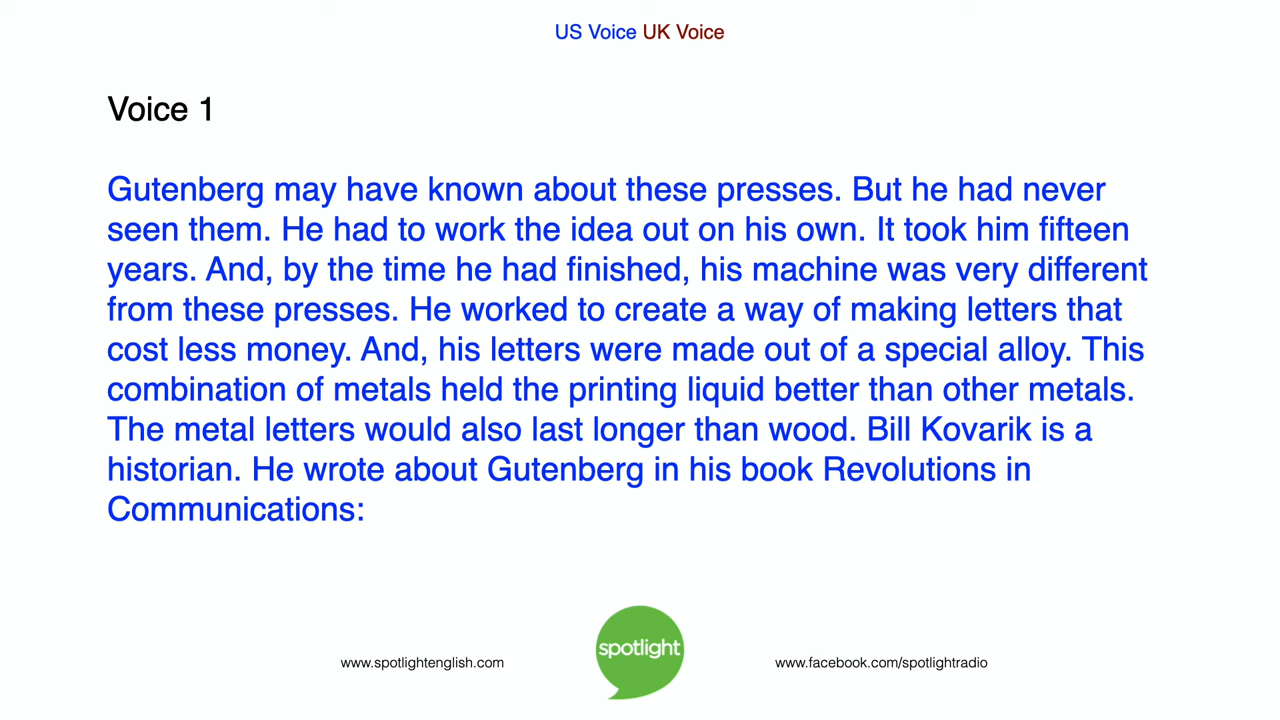 US Voice UK Voice
Voice 1
Gutenberg may have known about these presses. But he had never
seen them. He had to work the idea out on his own. It took him fifteen
years. And, by the time he had finished, his machine was very different
from these presses. He worked to create a way of making letters that
cost less money. And, his letters were made out of a special alloy. This
combination of metals held the printing liquid better than other metals.
The metal letters would also last longer than wood. Bill Kovarik is a
historian. He wrote about Gutenberg in his book Revolutions in
Communications:
spotlight
www.spotlightenglish.com
www.facebook.com/spotlightradio